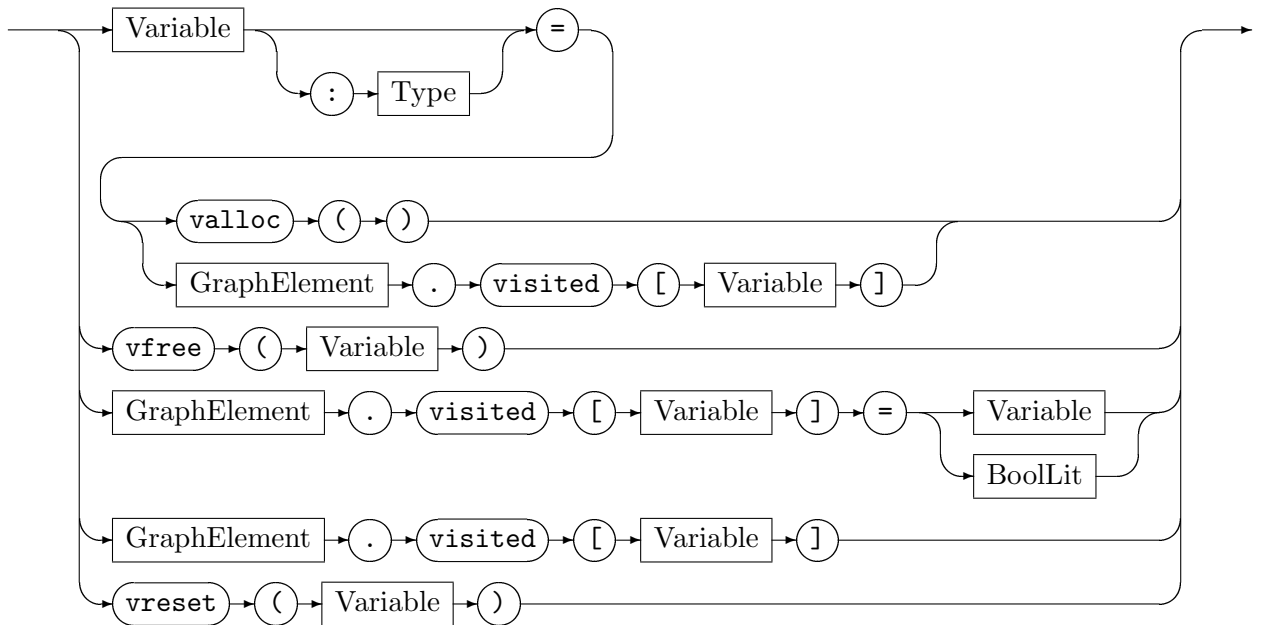 Variable =
: Type
valloc ( )
GraphElement . visited [ Variable ]
vfree ( Variable )
GraphElement . visited [ Variable ] = Variable
BoolLit
GraphElement . visited [ Variable ]
vreset ( Variable )